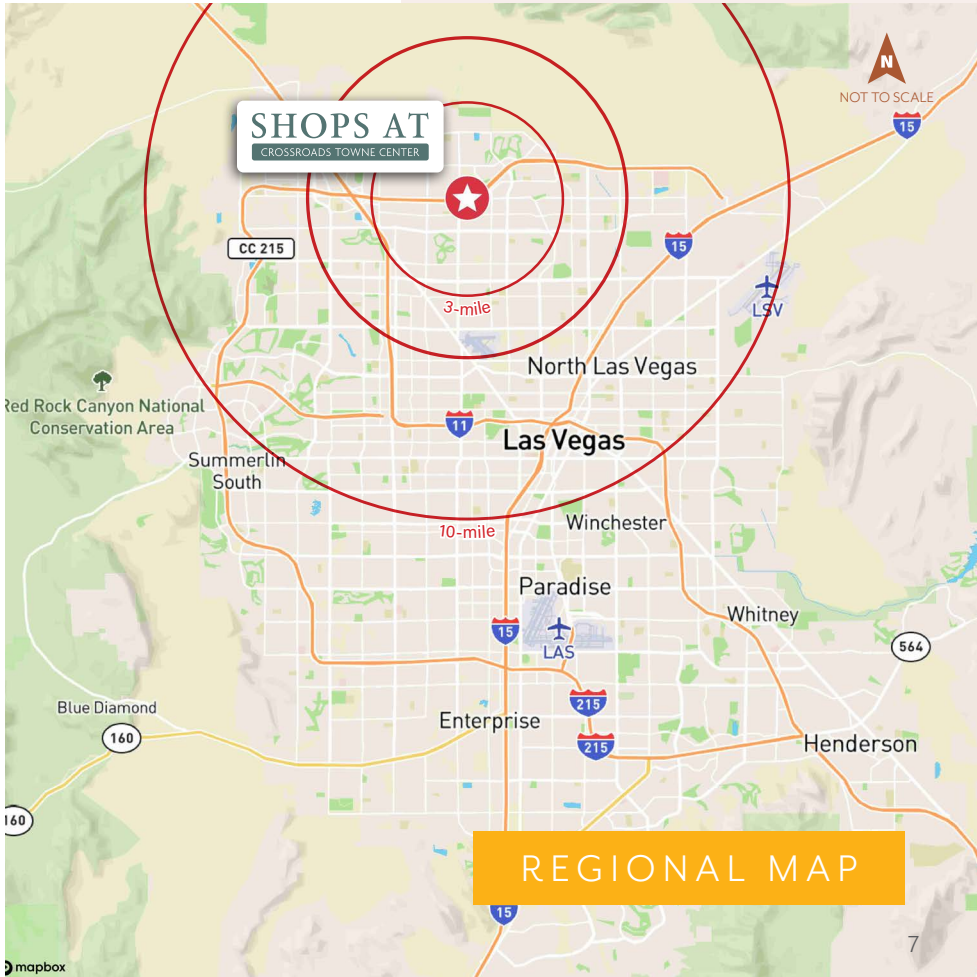 N
NOT TO SCALE
15
SHOPS AT
CROSSROADS TOWNE CENTER
CC 215
15
LSV
3-mile
North Las Vegas
Red Rock Canyon National
Conservation Area
11
Las Vegas
Summerlin
South
10-mile
Winchester
Paradise
Whitney
15
LAS
564
215
Blue Diamond
160
Enterprise
215
Henderson
160
REGIONAL MAP
15
7
mapbox